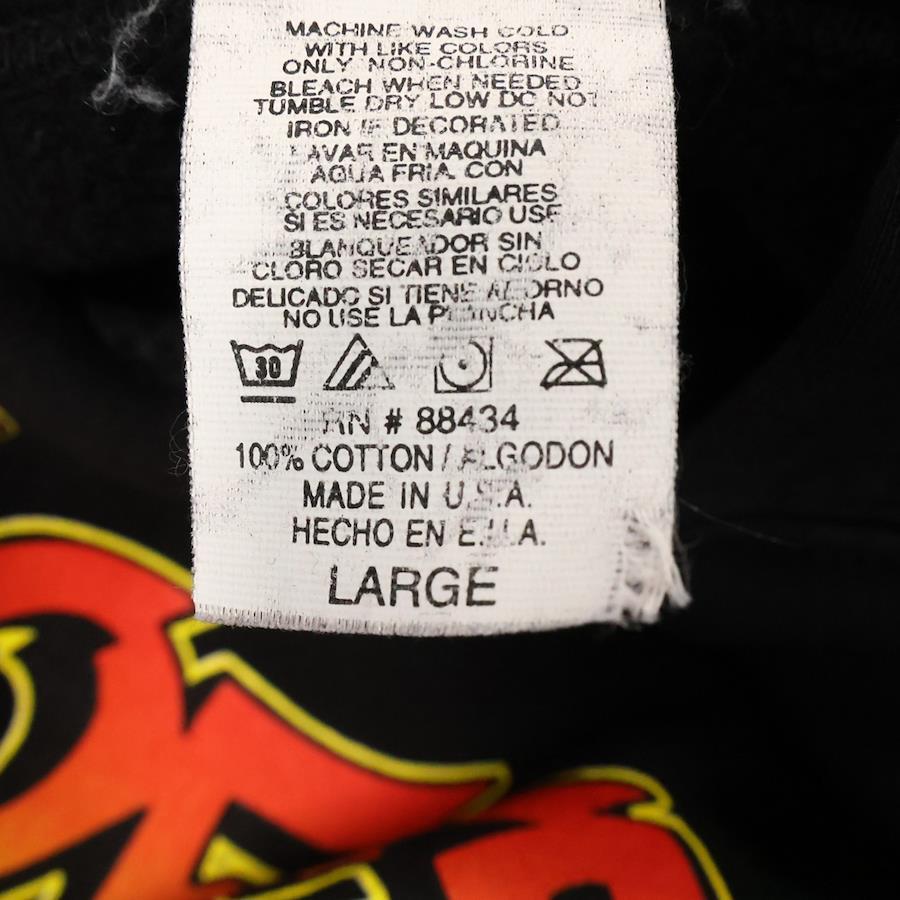 MACHINE WASH COLD
WITH LIKE COLORS
ONLY NON-CHLORINE
BLEACH WHEN NEEDED
TUMBLE DRY LOW DO NOT
IRON IF DECORATED
LAVAR EN MAQUINA
AQUA FRIA. CON
COLORES SIMILARES
SI ES NECESARIO USE
BLANQUEADOR SIN
CLORO SECAR EN CICLO
DELICADO SI TIENE ADORNO
NO USE LA PLANCHA
30
RN # 88434
100% COTTON / ALGODON
MADE IN U.S.A.
HECHO EN E.U.A.
LARGE